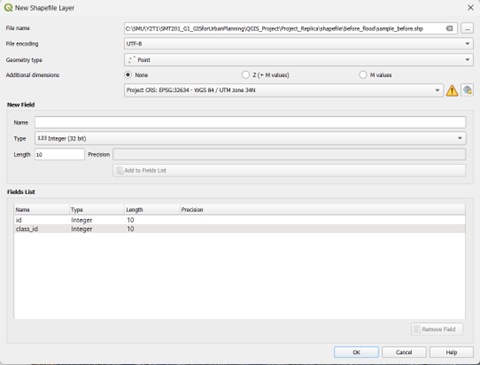 New Shapefile Layer
File name C:\SMU\Y2T1\SMT201_G1_GISforUrbanPlanning\QGIS_Project\Project_Replica\shapefile\before_flood\sample_before.shp ...
File encoding UTF-8
Geometry type Point
Additional dimensions None Z (+ M values) M values
Project CRS: EPSG:32634 - WGS 84 / UTM zone 34N
New Field
Name
Type 123 Integer (32 bit)
Length 10 Precision
Add to Fields List
Fields List
Name Type Length Precision
id Integer 10
class_id Integer 10
Remove Field
OK Cancel Help